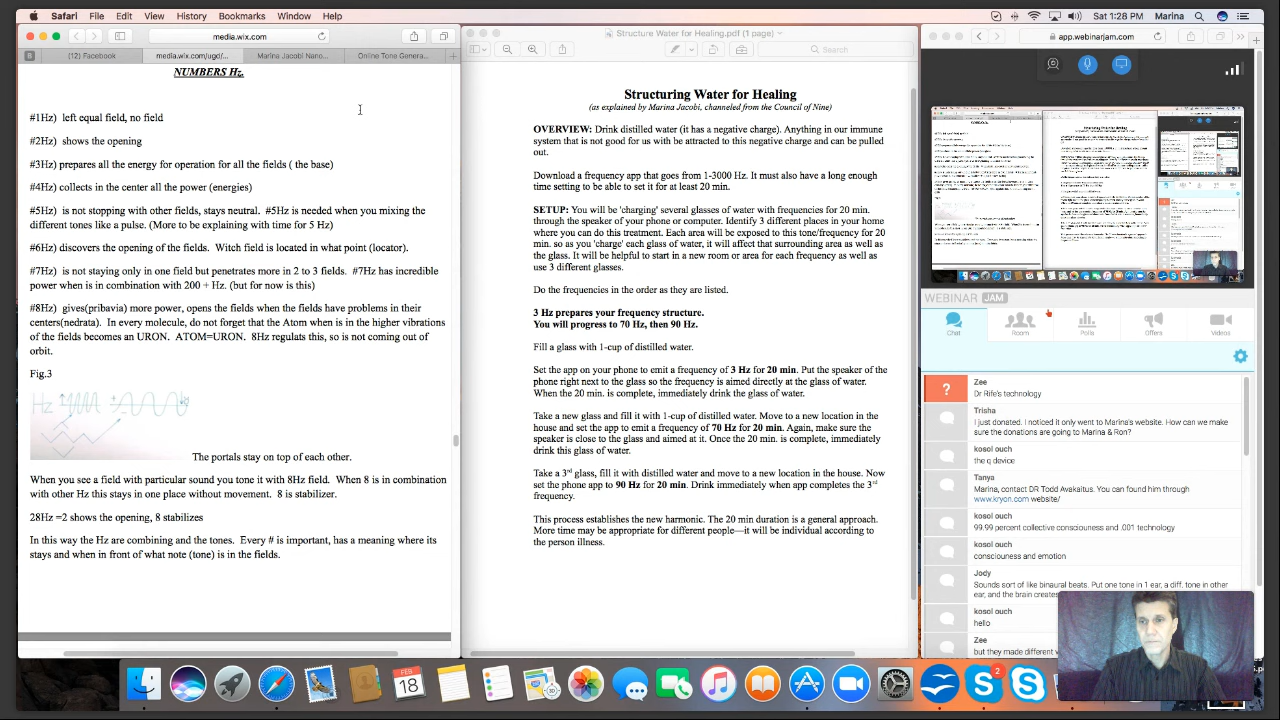 Safari File Edit View History Bookmarks Window Help
Sat 1:28 PM Marina
media.wix.com
(1) Facebook
media.wix.com/ugd/...
Marina Jacobi Nano...
Online Tone Genera...
NUMBERS Hz.
#1Hz) left equal field, no field
#2Hz) shows the opening
#3Hz) prepares all the energy for operation for all the fields ( the base)
#4Hz) collects in the center all the power (energies)
#5Hz) is not stopping with other fields, stays neutral. #5Hz is needed when you mixing the
different tones like a pulse. (More to be explaining with time for 5 Hz)
#6Hz) discovers the opening of the fields. Witch field is located in what point (locator).
#7Hz) is not staying only in one field but penetrates more in 2 to 3 fields. #7Hz has incredible
power when is in combination with 200 + Hz. (but for now is this)
#8Hz) gives(pribavia) more power, opens the fields when the fields have problems in their
centers(nedrata). In every molecule, do not forget that the Atom when is in the higher vibrations
of the fields becomes an URON. ATOM=URON. 8Hz regulats this, so is not coming out of
orbit.
Fig.3
Hz
The portals stay on top of each other.
When you see a field with particular sound you tone it with 8Hz field. When 8 is in combination
with other Hz this stays in one place without movement. 8 is stabilizer.
28Hz =2 shows the opening, 8 stabilizes
In this way the Hz are combining and the tones. Every # is important, has a meaning where its
stays and when in front of what note (tone) is in the fields.
Structure Water for Healing.pdf (1 page)
Search
Structuring Water for Healing
(as explained by Marina Jacobi, channeled from the Council of Nine)
OVERVIEW: Drink distilled water (it has a negative charge). Anything in our immune
system that is not good for us with be attracted to this negative charge and can be pulled
out.
Download a frequency app that goes from 1-3000 Hz. It must also have a long enough
time setting to be able to set it for at least 20 min.
SETUP: You will be 'charging' several glasses of water with frequencies for 20 min.
through the speaker of your phone or computer. Identify 3 different places in your home
where you can do this treatment. Each area will be exposed to this tone/frequency for 20
min. so as you 'charge' each glass of water, it will affect that surrounding area as well as
the glass. It will be helpful to start in a new room or area for each frequency as well as
use 3 different glasses.
Do the frequencies in the order as they are listed.
3 Hz prepares your frequency structure.
You will progress to 70 Hz, then 90 Hz.
Fill a glass with 1-cup of distilled water.
Set the app on your phone to emit a frequency of 3 Hz for 20 min. Put the speaker of the
phone right next to the glass so the frequency is aimed directly at the glass of water.
When the 20 min. is complete, immediately drink the glass of water.
Take a new glass and fill it with 1-cup of distilled water. Move to a new location in the
house and set the app to emit a frequency of 70 Hz for 20 min. Again, make sure the
speaker is close to the glass and aimed at it. Once the 20 min. is complete, immediately
drink this glass of water.
Take a 3rd glass, fill it with distilled water and move to a new location in the house. Now
set the phone app to 90 Hz for 20 min. Drink immediately when app completes the 3rd
frequency.
This process establishes the new harmonic. The 20 min duration is a general approach.
More time may be appropriate for different people—it will be individual according to
the person illness.
app.webinarjam.com
WEBINAR JAM
Chat Room Polls Offers Videos
Zee
Dr Rife's technology
Trisha
I just donated. I noticed it only went to Marina's website. How can we make
sure the donations are going to Marina & Ron?
kosol ouch
the q device
Tanya
Marina, contact DR Todd Avakaitus. You can found him through
www.kryon.com website/
kosol ouch
99.99 percent collective consciousness and .001 technology
kosol ouch
consciousness and emotion
Jody
Sounds sort of like binaural beats. Put one tone in 1 ear, a diff. tone in other
ear, and the brain creates
kosol ouch
hello
Zee
but they made different
FEB
18
2